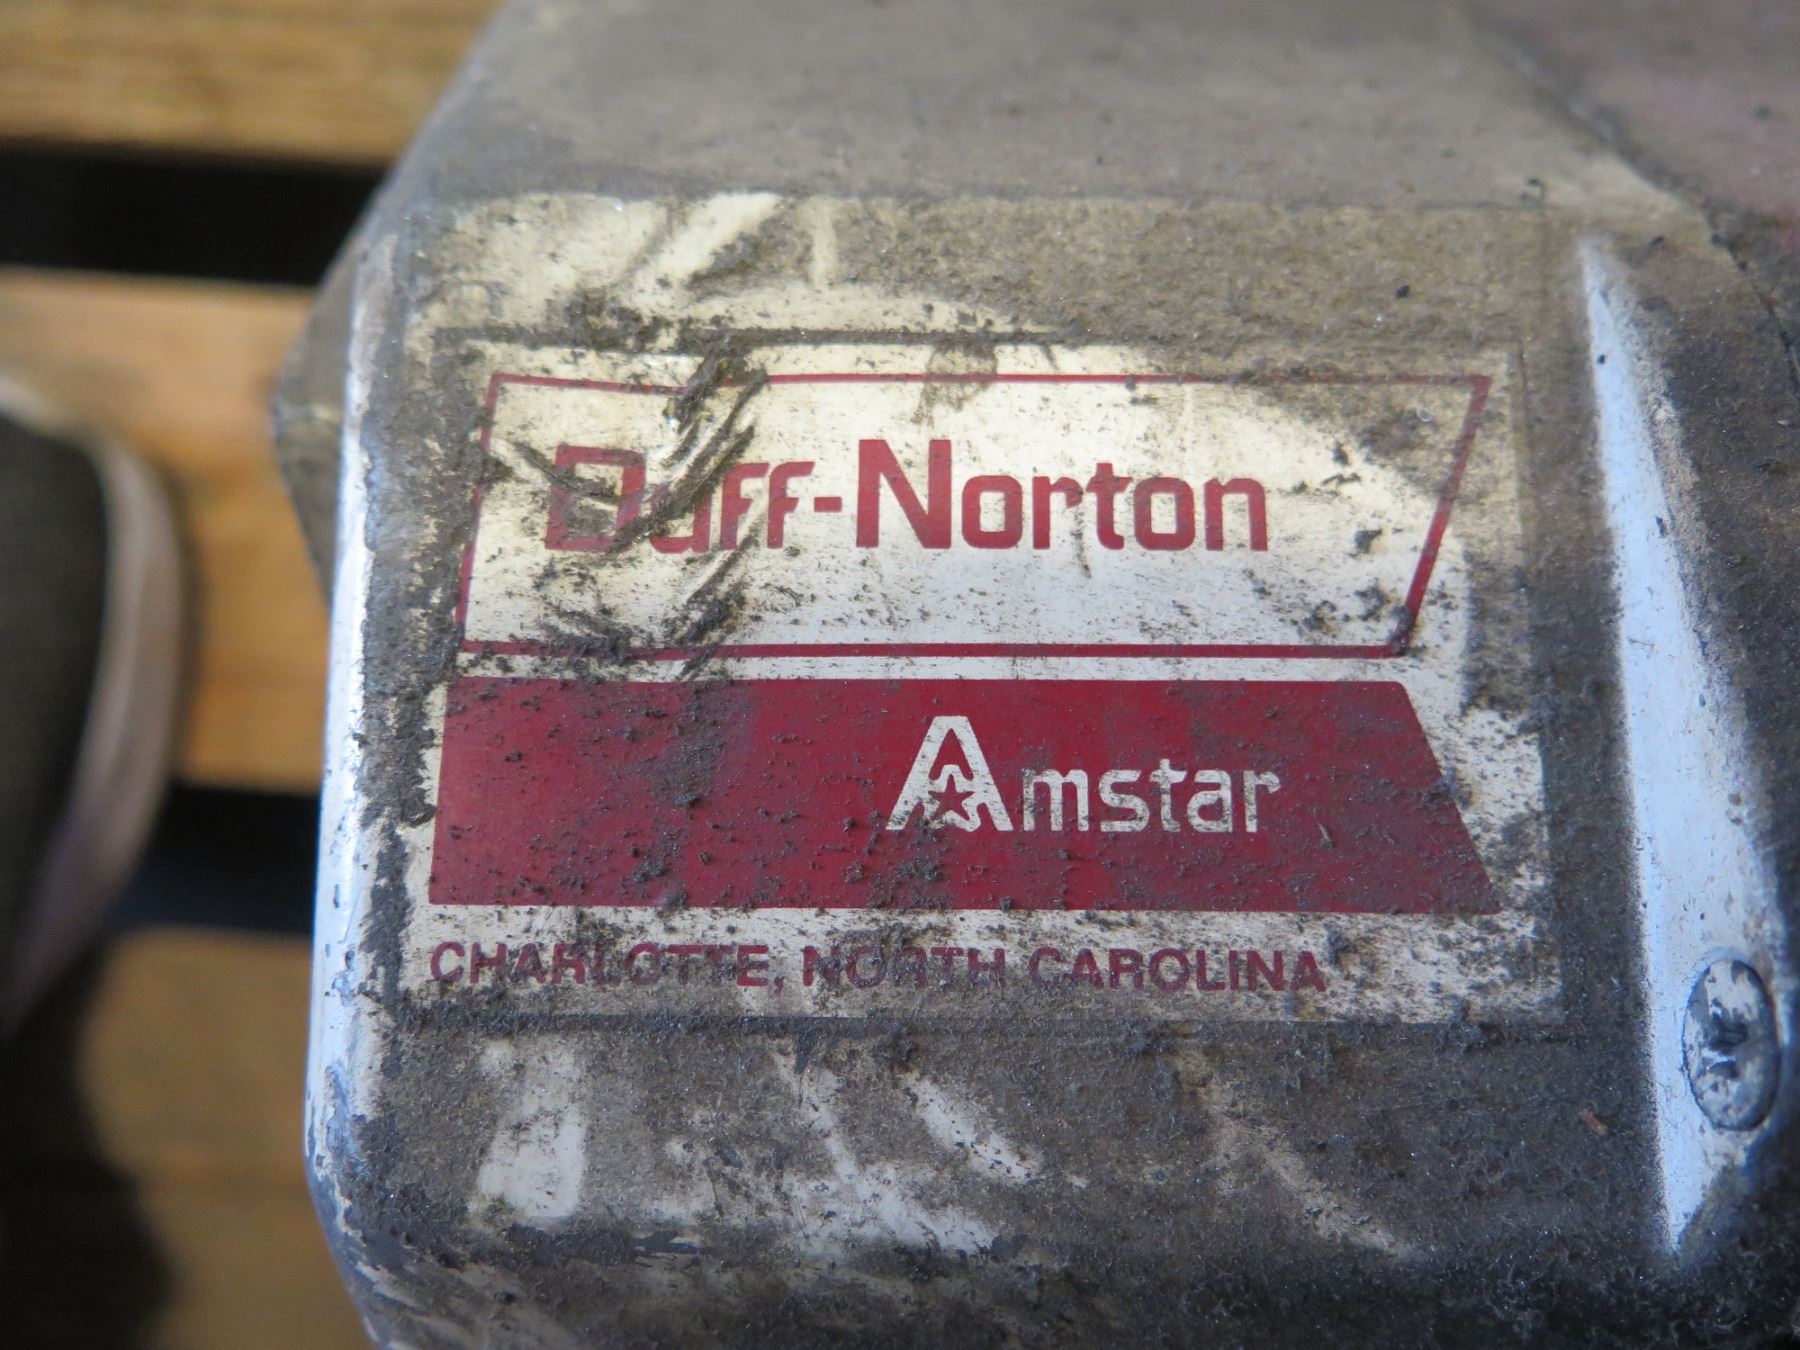 Duff-Norton
Amstar
CHARLOTTE, NORTH CAROLINA